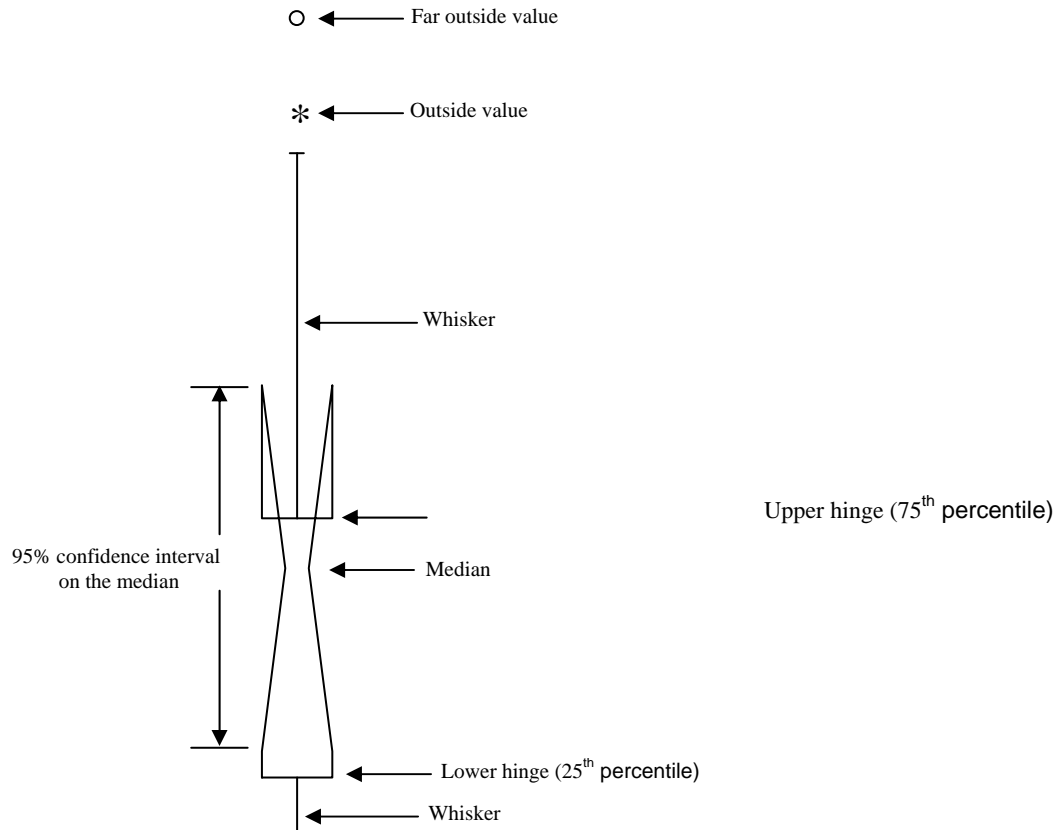 Far outside value
Outside value
Whisker
Upper hinge (75th percentile)
95% confidence interval
on the median
Median
Lower hinge (25th percentile)
Whisker